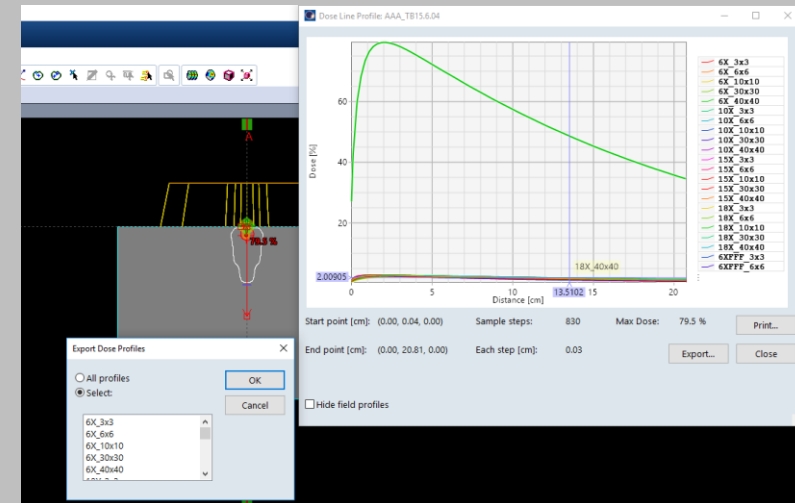 Dose Line Profile: AAA_TB15.6.04
60
40
20
Dose [%]
2.00905
0
5
10
13.5102
15
20
Distance [cm]
18X_40x40
6X_3x3
6X_6x6
6X_10x10
6X_30x30
6X_40x40
10X_3x3
10X_6x6
10X_10x10
10X_30x30
10X_40x40
15X_3x3
15X_6x6
15X_10x10
15X_30x30
15X_40x40
18X_3x3
18X_6x6
18X_10x10
18X_30x30
18X_40x40
6XFFF_3x3
6XFFF_6x6
Start point [cm]: (0.00, 0.04, 0.00) Sample steps: 830 Max Dose: 79.5 % Print...
End point [cm]: (0.00, 20.81, 0.00) Each step [cm]: 0.03 Export... Close
Hide field profiles
A
Export Dose Profiles
All profiles
Select:
OK
Cancel
6X_3x3
6X_6x6
6X_10x10
6X_30x30
6X_40x40